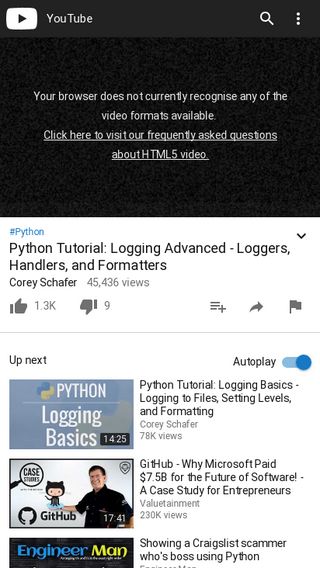 YouTube
Your browser does not currently recognise any of the
video formats available.
Click here to visit our frequently asked questions
about HTML5 video.
#Python
Python Tutorial: Logging Advanced - Loggers,
Handlers, and Formatters
Corey Schafer 45,436 views
1.3K 9
Up next Autoplay
PYTHON
Logging
Basics
14:25
Python Tutorial: Logging Basics -
Logging to Files, Setting Levels,
and Formatting
Corey Schafer
78K views
CASE
STUDIES
GitHub
17:41
GitHub - Why Microsoft Paid
$7.5B for the Future of Software! -
A Case Study for Entrepreneurs
Valuetainment
230K views
Engineer Man
Showing a Craigslist scammer
who's boss using Python
Engineer Man